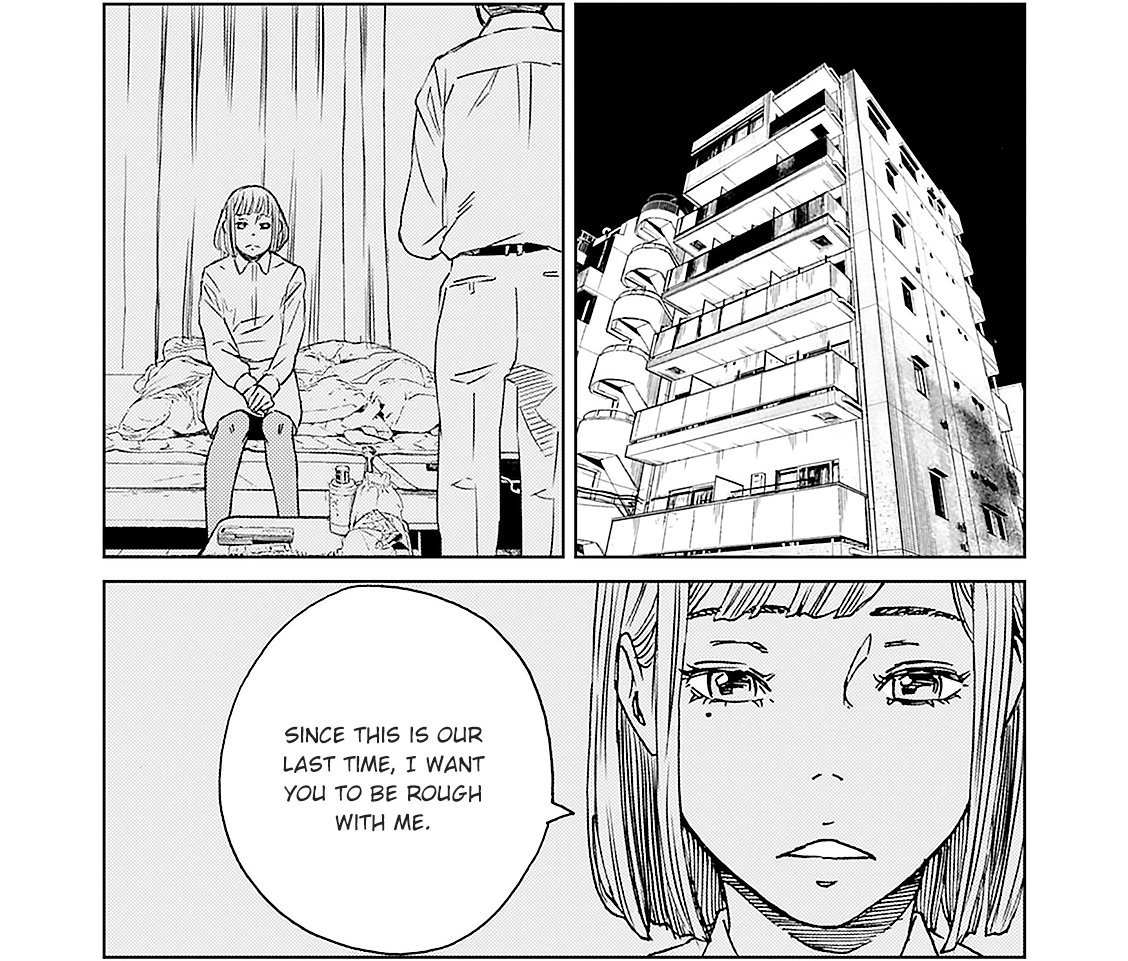 SINCE THIS IS OUR
LAST TIME, I WANT
YOU TO BE ROUGH
WITH ME.